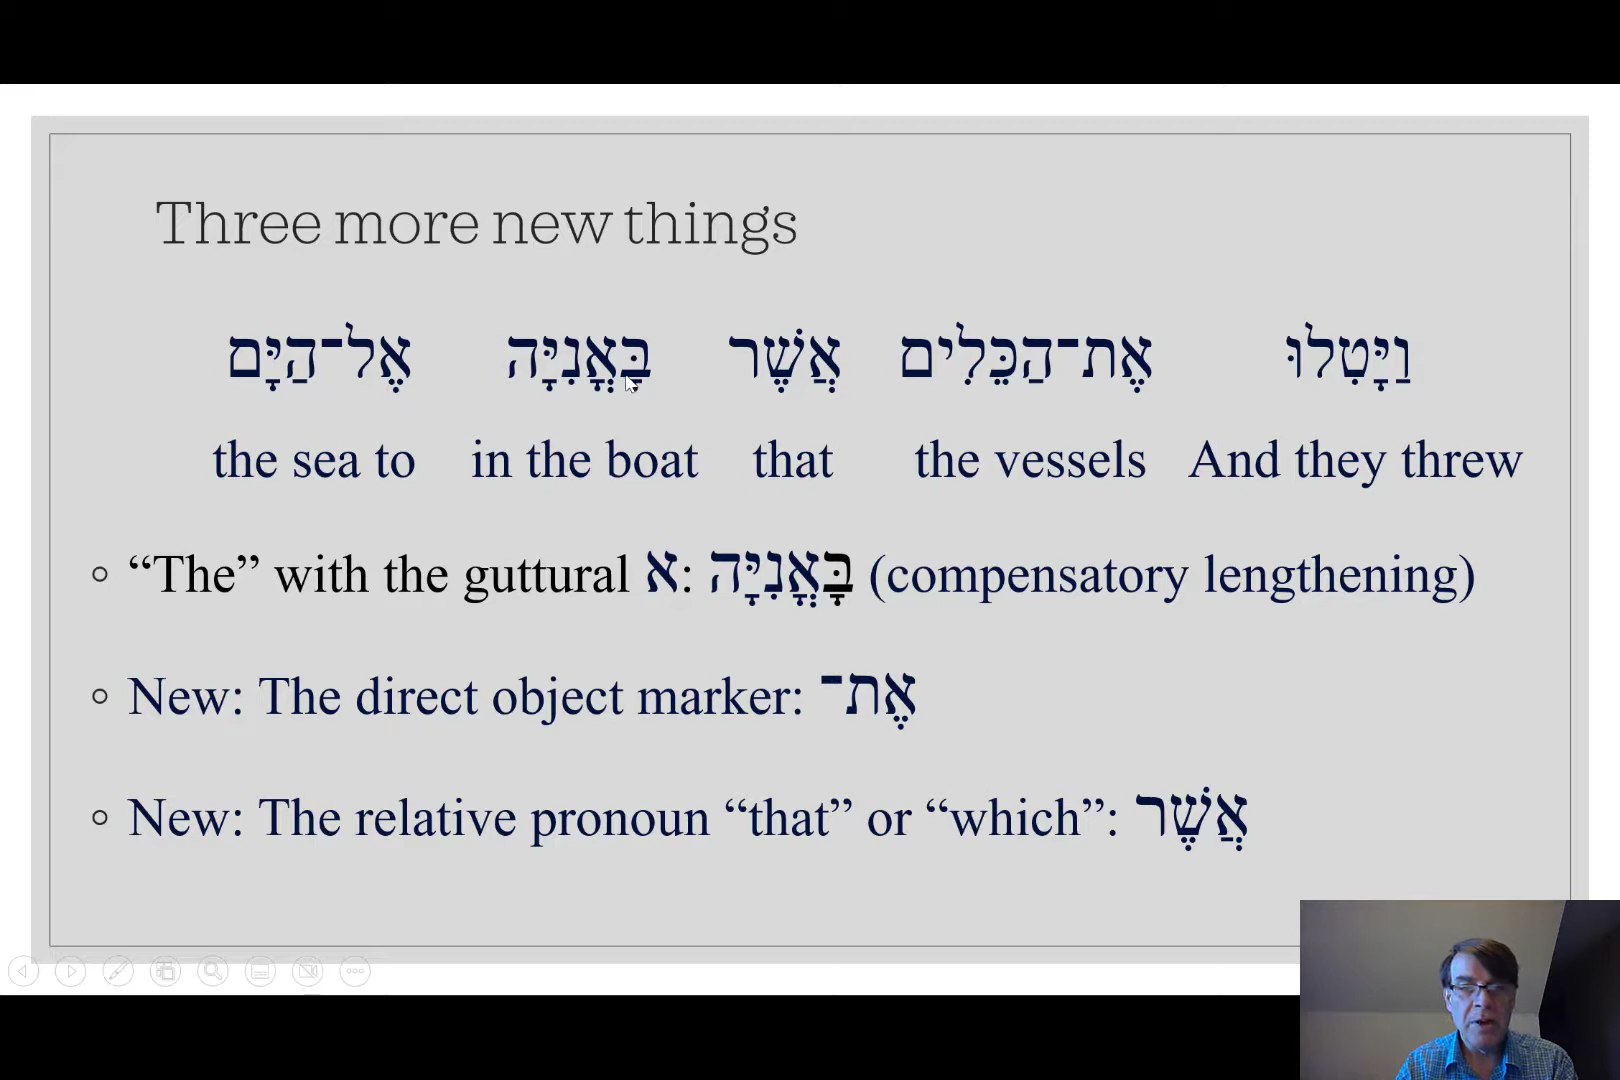 Three more new things
וַיָּטִלוּ אֶת־הַכֵּלִים אֲשֶׁר בָּאֳנִיָּה אֶל־הַיָּם
the sea to in the boat that the vessels And they threw
“The” with the guttural א: בָּאֳנִיָּה (compensatory lengthening)
New: The direct object marker: אֶת־
New: The relative pronoun “that” or “which”: אֲשֶׁר